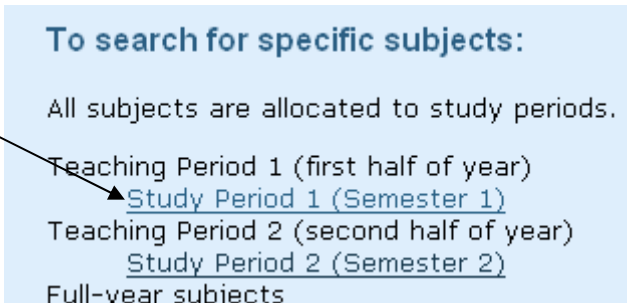 To search for specific subjects:
All subjects are allocated to study periods.
Teaching Period 1 (first half of year)
Study Period 1 (Semester 1)
Teaching Period 2 (second half of year)
Study Period 2 (Semester 2)
Full-year subjects